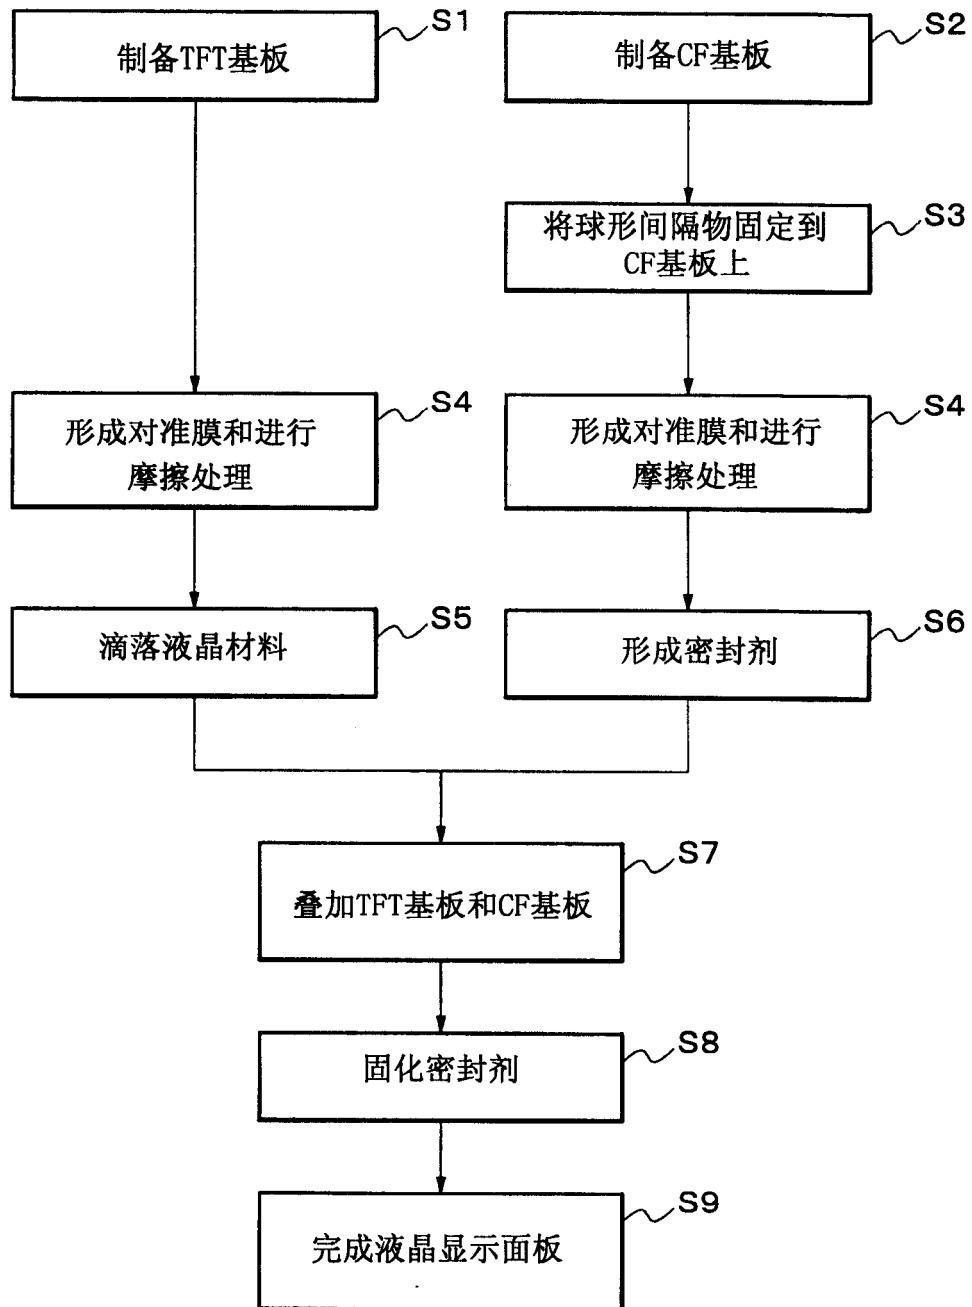 制备TFT基板
S1
制备CF基板
S2
将球形间隔物固定到
CF基板上
S3
形成对准膜和进行
摩擦处理
S4
形成对准膜和进行
摩擦处理
S4
滴落液晶材料
S5
形成密封剂
S6
叠加TFT基板和CF基板
S7
固化密封剂
S8
完成液晶显示面板
S9